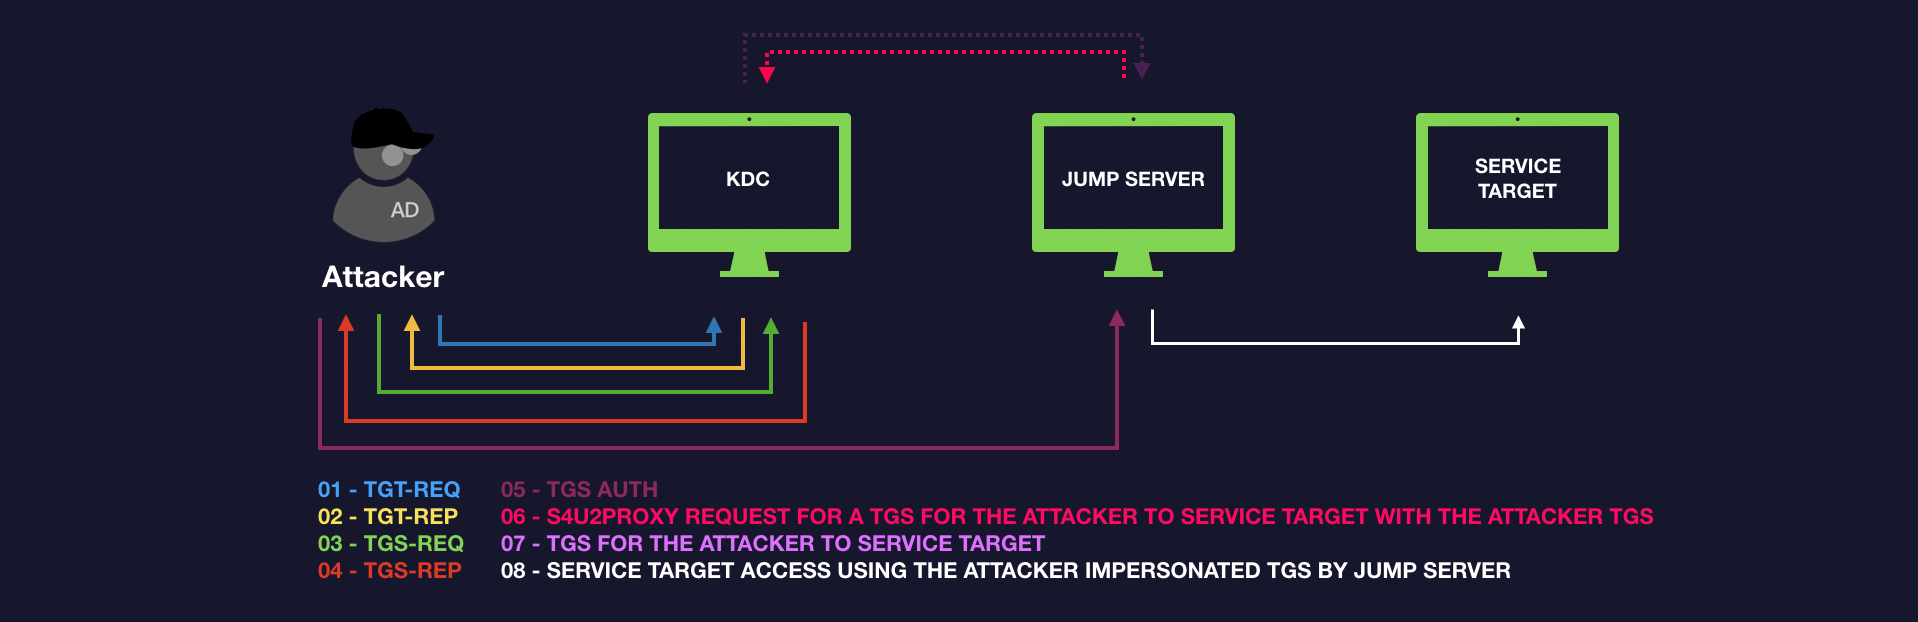 AD
Attacker
KDC
JUMP SERVER
SERVICE
TARGET
01 - TGT-REQ
02 - TGT-REP
03 - TGS-REQ
04 - TGS-REP
05 - TGS AUTH
06 - S4U2PROXY REQUEST FOR A TGS FOR THE ATTACKER TO SERVICE TARGET WITH THE ATTACKER TGS
07 - TGS FOR THE ATTACKER TO SERVICE TARGET
08 - SERVICE TARGET ACCESS USING THE ATTACKER IMPERSONATED TGS BY JUMP SERVER